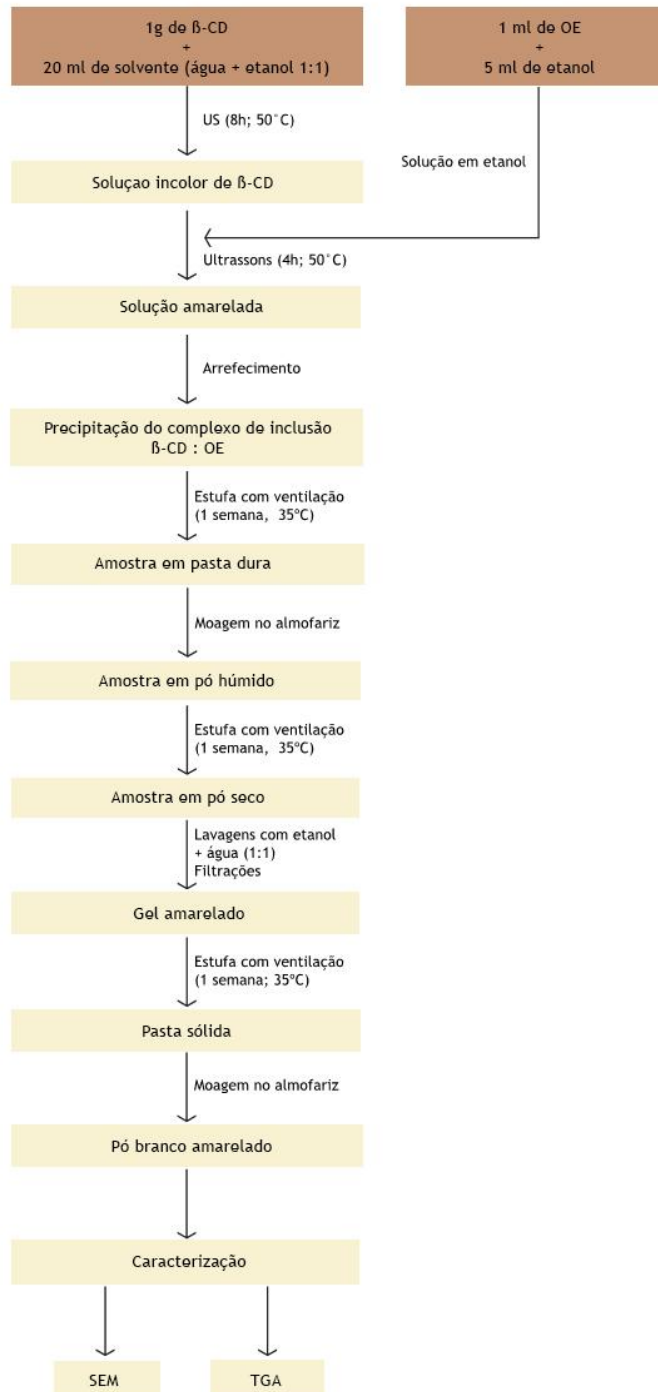 1g de ß-CD
+
20 ml de solvente (água + etanol 1:1)
1 ml de OE
+
5 ml de etanol
US (8h; 50°C)
Solução em etanol
Soluçao incolor de ß-CD
Ultrassons (4h; 50°C)
Solução amarelada
Arrefecimento
Precipitação do complexo de inclusão
ß-CD : OE
Estufa com ventilação
(1 semana, 35ºC)
Amostra em pasta dura
Moagem no almofariz
Amostra em pó húmido
Estufa com ventilação
(1 semana, 35ºC)
Amostra em pó seco
Lavagens com etanol
+ água (1:1)
Filtrações
Gel amarelado
Estufa com ventilação
(1 semana; 35ºC)
Pasta sólida
Moagem no almofariz
Pó branco amarelado
Caracterização
SEM
TGA